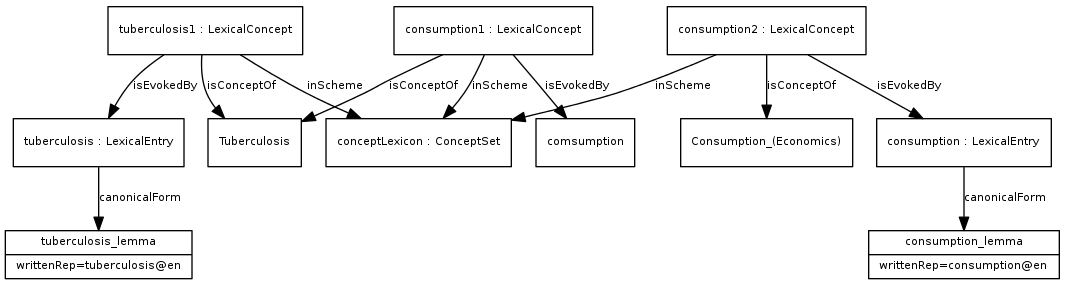 tuberculosis1 : LexicalConcept
consumption1 : LexicalConcept
consumption2 : LexicalConcept
isEvokedBy
isConceptOf
inScheme
isConceptOf
inScheme
isEvokedBy
inScheme
isConceptOf
isEvokedBy
tuberculosis : LexicalEntry
Tuberculosis
conceptLexicon : ConceptSet
comsumption
Consumption_(Economics)
consumption : LexicalEntry
canonicalForm
canonicalForm
tuberculosis_lemma
writtenRep=tuberculosis@en
consumption_lemma
writtenRep=consumption@en